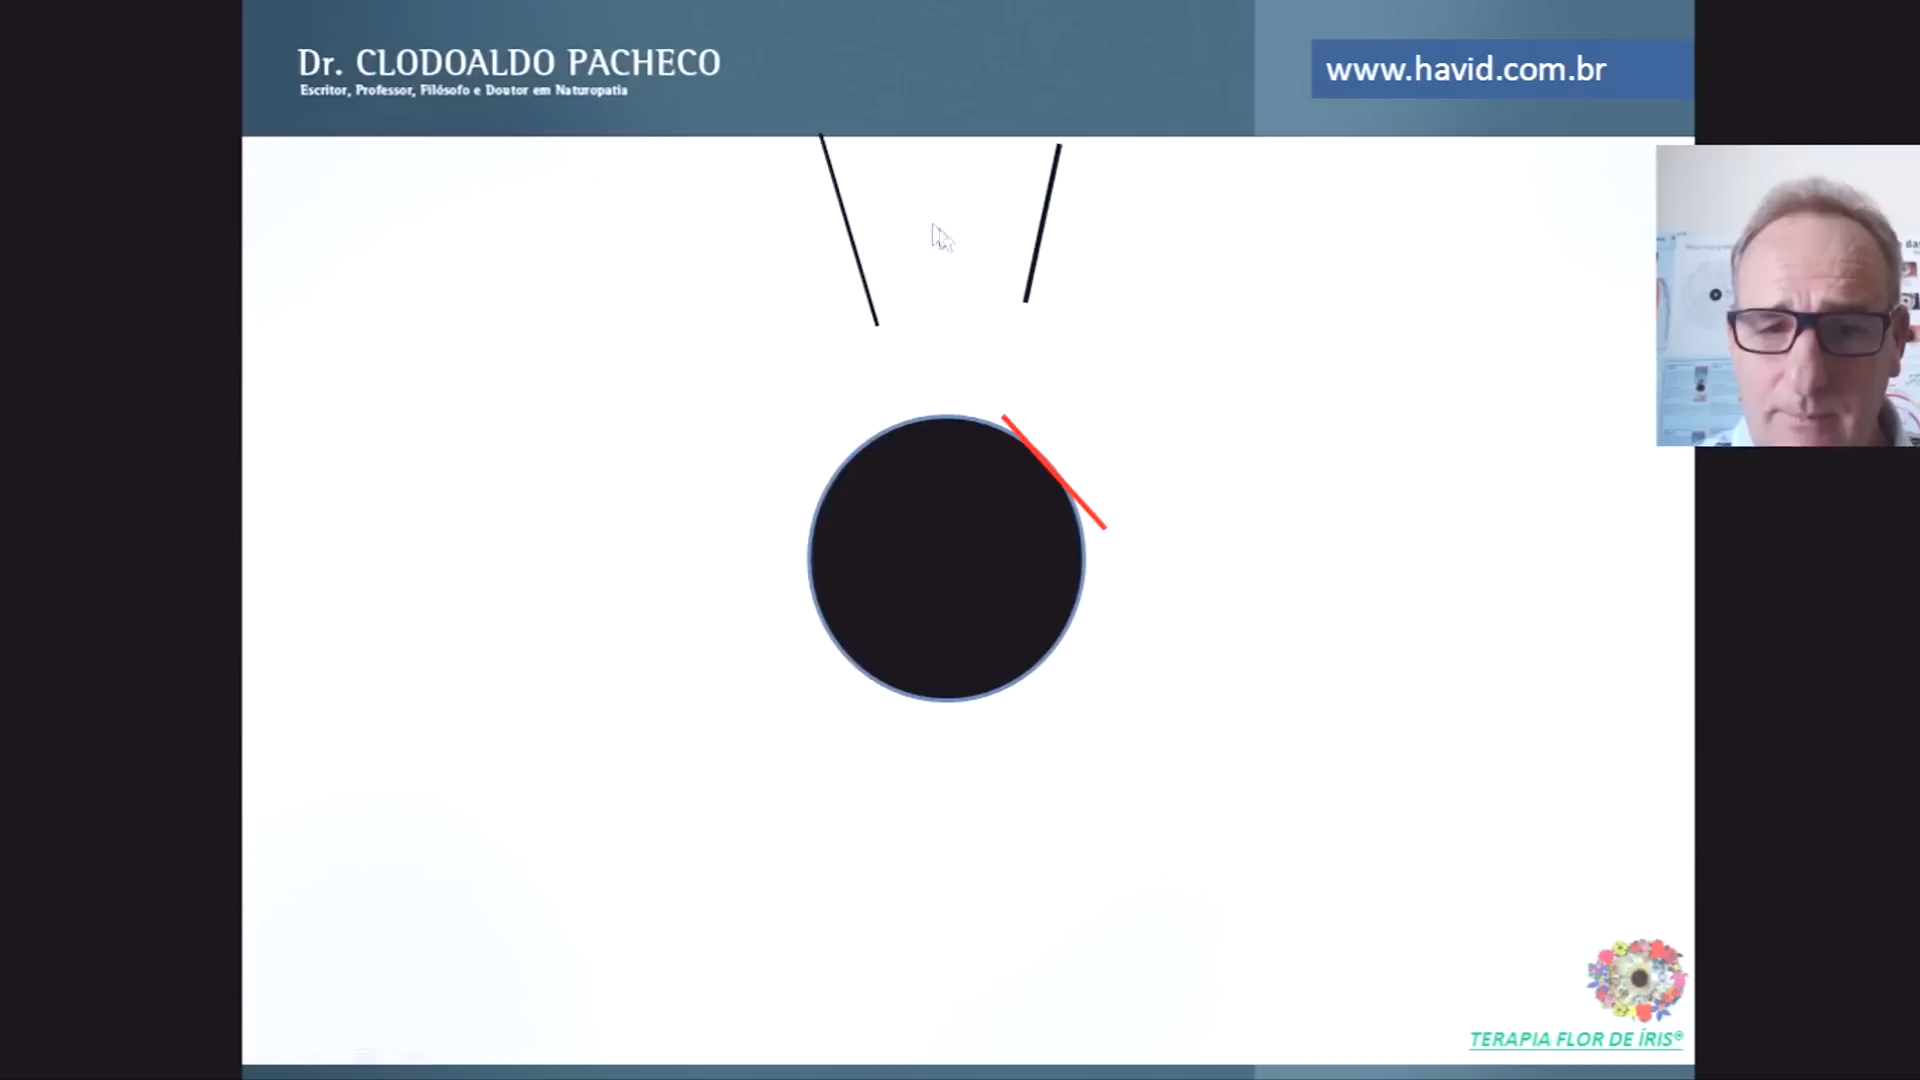 Dr. CLODOALDO PACHECO
Escritor, Professor, Filósofo e Doutor em Naturopatia
www.havid.com.br
TERAPIA FLOR DE ÍRIS®